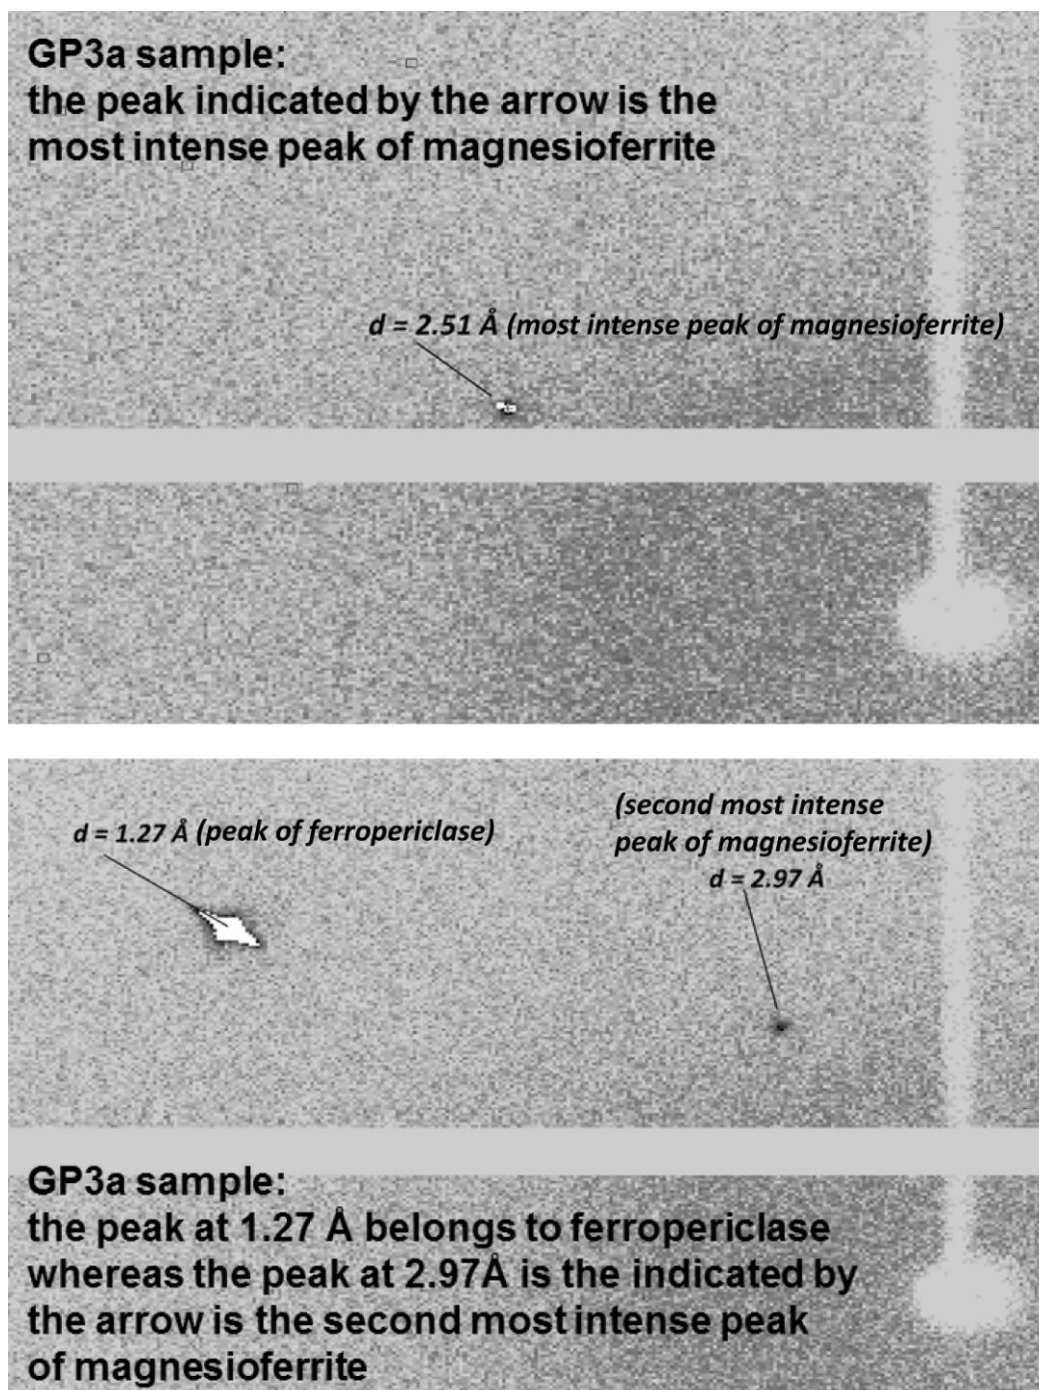 GP3a sample:
the peak indicated by the arrow is the
most intense peak of magnesioferrite
d = 2.51 Å (most intense peak of magnesioferrite)
d = 1.27 Å (peak of ferropericlase)
(second most intense
peak of magnesioferrite)
d = 2.97 Å
GP3a sample:
the peak at 1.27 Å belongs to ferropericlase
whereas the peak at 2.97Å is the indicated by
the arrow is the second most intense peak
of magnesioferrite